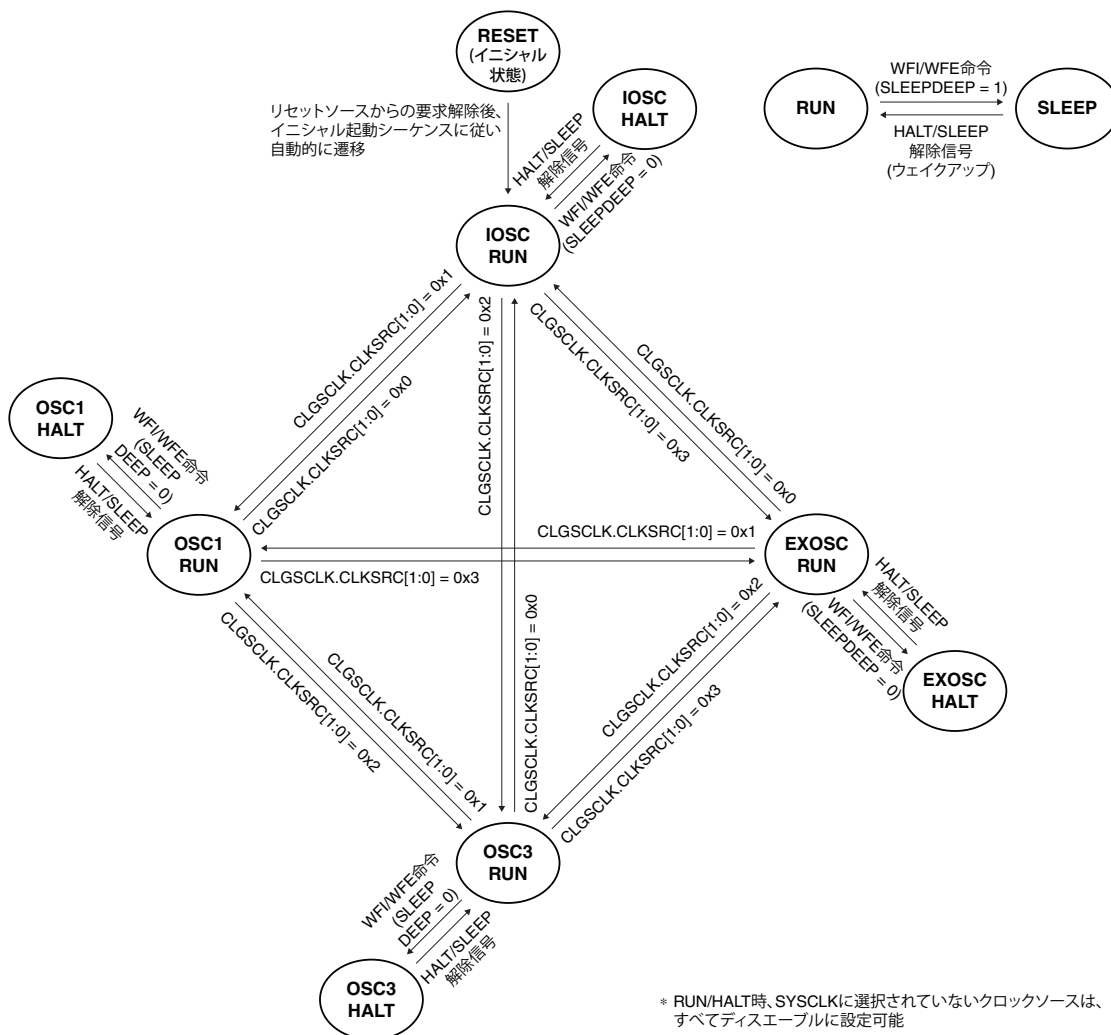 RESET
(イニシャル
状態)
リセットソースからの要求解除後、
イニシャル起動シーケンスに従い
自動的に遷移
IOSC
HALT
HALT/SLEEP
解除信号
WFI/WFE命令
(SLEEPDEEP = 0)
RUN
WFI/WFE命令
(SLEEPDEEP = 1)
HALT/SLEEP
解除信号
(ウェイクアップ)
SLEEP
IOSC
RUN
CLGSCLK.CLKSRC[1:0] = 0x1
CLGSCLK.CLKSRC[1:0] = 0x0
CLGSCLK.CLKSRC[1:0] = 0x2
CLGSCLK.CLKSRC[1:0] = 0x0
CLGSCLK.CLKSRC[1:0] = 0x3
CLGSCLK.CLKSRC[1:0] = 0x0
OSC1
HALT
WFI/WFE命令
(SLEEP
DEEP = 0)
HALT/SLEEP
解除信号
OSC1
RUN
CLGSCLK.CLKSRC[1:0] = 0x1
CLGSCLK.CLKSRC[1:0] = 0x3
EXOSC
RUN
HALT/SLEEP
解除信号
WFI/WFE命令
(SLEEPDEEP = 0)
EXOSC
HALT
CLGSCLK.CLKSRC[1:0] = 0x2
CLGSCLK.CLKSRC[1:0] = 0x1
CLGSCLK.CLKSRC[1:0] = 0x2
CLGSCLK.CLKSRC[1:0] = 0x3
OSC3
RUN
WFI/WFE命令
(SLEEP
DEEP = 0)
HALT/SLEEP
解除信号
OSC3
HALT
* RUN/HALT時、SYSCLKに選択されていないクロックソースは、
すべてディスエーブルに設定可能